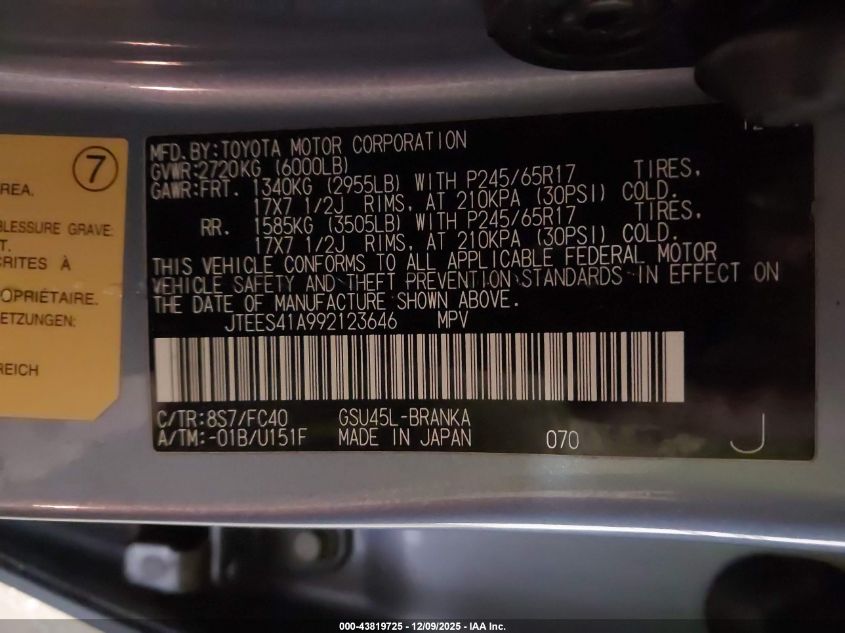 7
REA.
BLESSURE GRAVE
T.
CRITES À
OPRIÉTAIRE.
ETZUNGEN.
REICH
MFD. BY: TOYOTA MOTOR CORPORATION
GVWR: 2720KG (6000LB)
GAWR: FRT. 1340KG (2955LB) WITH P245/65R17 TIRES,
17X7 1/2J RIMS, AT 210KPA (30PSI) COLD.
RR. 1585KG (3505LB) WITH P245/65R17 TIRES,
17X7 1/2J RIMS, AT 210KPA (30PSI) COLD.
THIS VEHICLE CONFORMS TO ALL APPLICABLE FEDERAL MOTOR
VEHICLE SAFETY AND THEFT PREVENTION STANDARDS IN EFFECT ON
THE DATE OF MANUFACTURE SHOWN ABOVE.
JTEES41A992123646 MPV
C/TR: 8S7/FC40 GSU45L-BRANKA
A/TM: -01B/U151F MADE IN JAPAN 070 J
000-43819725 - 12/09/2025 - IAA Inc.